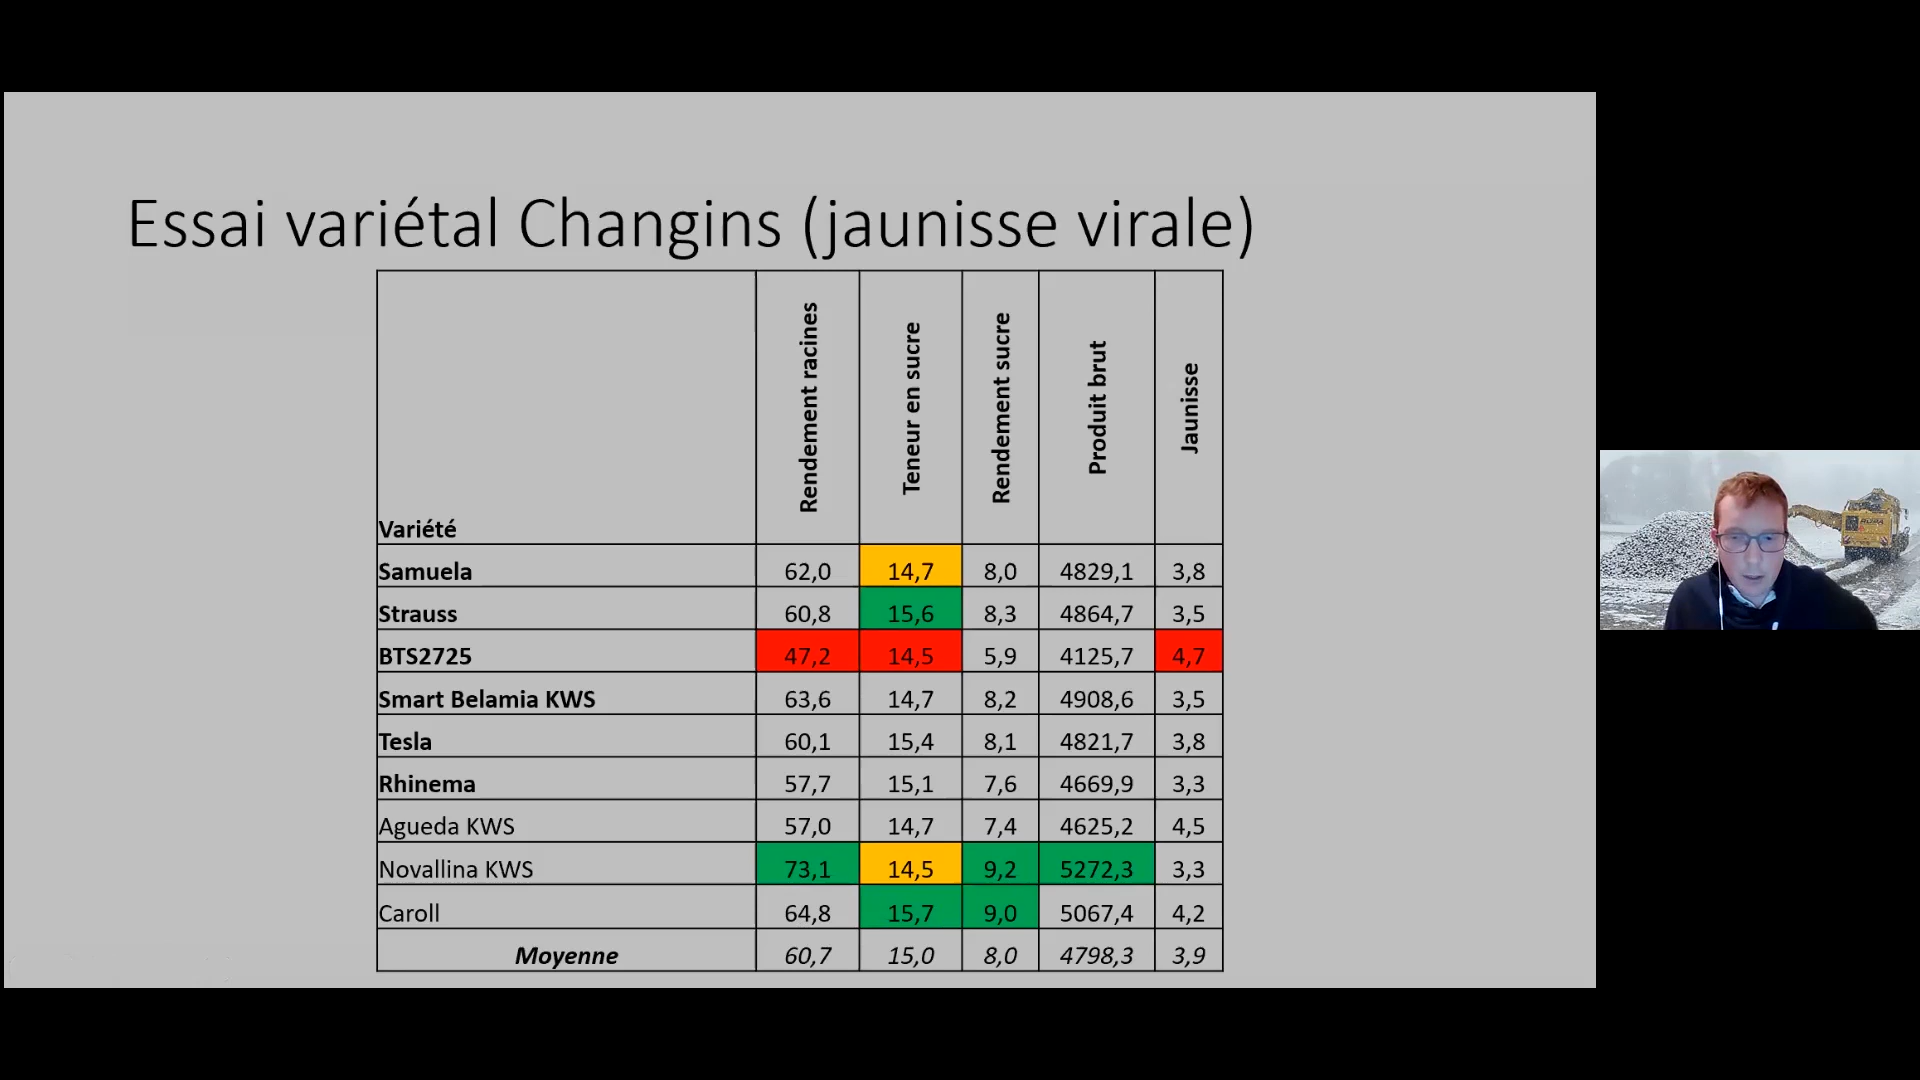 Essai variétal Changins (jaunisse virale)
Variété Rendement racines Teneur en sucre Rendement sucre Produit brut Jaunisse
Samuela 62,0 14,7 8,0 4829,1 3,8
Strauss 60,8 15,6 8,3 4864,7 3,5
BTS2725 47,2 14,5 5,9 4125,7 4,7
Smart Belamia KWS 63,6 14,7 8,2 4908,6 3,5
Tesla 60,1 15,4 8,1 4821,7 3,8
Rhinema 57,7 15,1 7,6 4669,9 3,3
Agueda KWS 57,0 14,7 7,4 4625,2 4,5
Novallina KWS 73,1 14,5 9,2 5272,3 3,3
Caroll 64,8 15,7 9,0 5067,4 4,2
Moyenne 60,7 15,0 8,0 4798,3 3,9